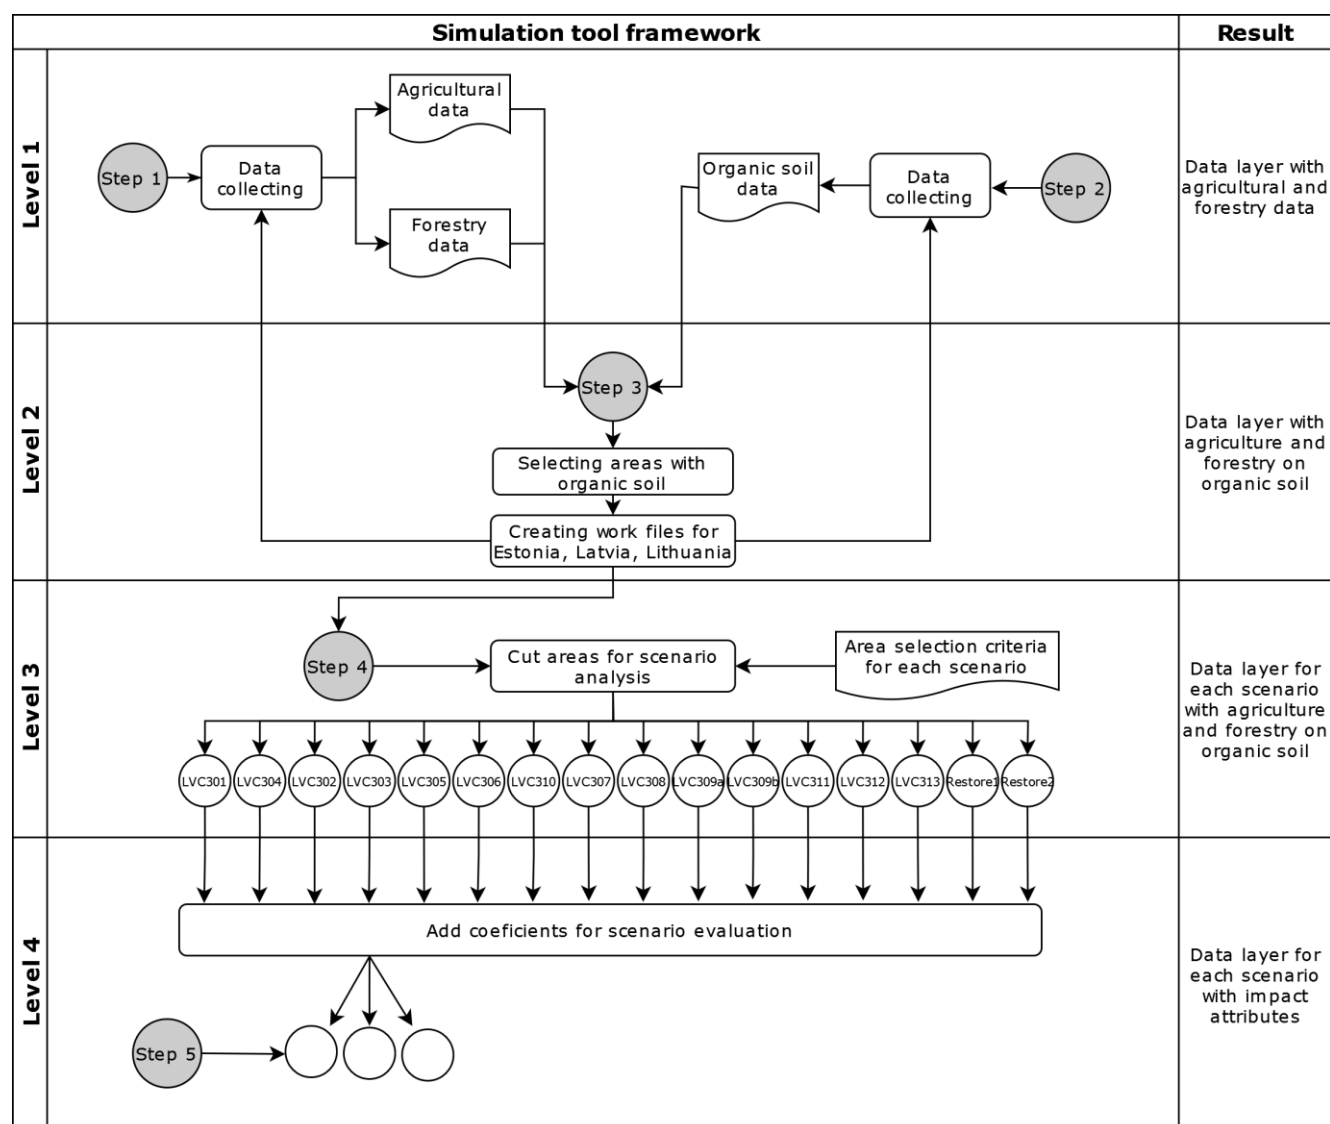 Simulation tool framework
Result
Level 1
Step 1
Data
collecting
Agricultural
data
Forestry
data
Organic soil
data
Data
collecting
Step 2
Data layer with
agricultural and
forestry data
Level 2
Step 3
Selecting areas with
organic soil
Creating work files for
Estonia, Latvia, Lithuania
Data layer with
agriculture and
forestry on
organic soil
Level 3
Step 4
Cut areas for scenario
analysis
Area selection criteria
for each scenario
LVC301
LVC304
LVC302
LVC303
LVC305
LVC306
LVC310
LVC307
LVC308
LVC309a
LVC309b
LVC311
LVC312
LVC313
Restore1
Restore2
Data layer for
each scenario
with agriculture
and forestry on
organic soil
Level 4
Add coeficients for scenario evaluation
Step 5
Data layer for
each scenario
with impact
attributes